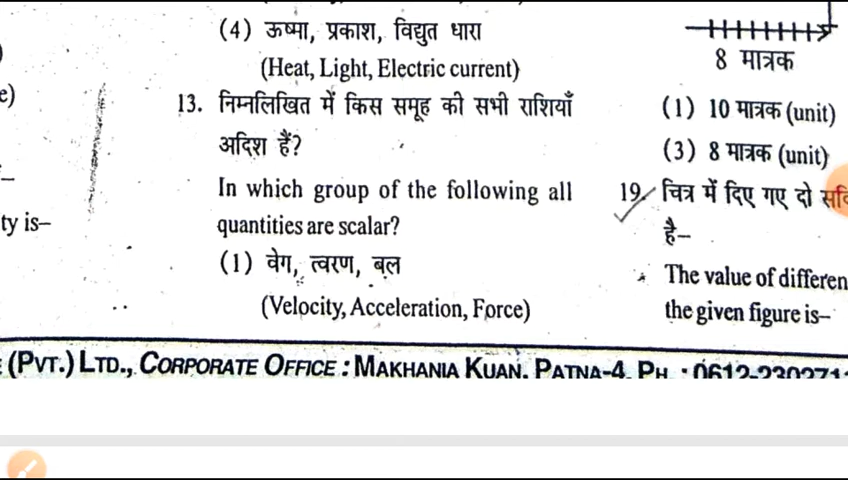 (4) ऊष्मा, प्रकाश, विद्युत धारा
(Heat, Light, Electric current)
13. निम्नलिखित में किस समूह की सभी राशियाँ
अदिश हैं?
In which group of the following all
quantities are scalar?
(1) वेग, त्वरण, बल
(Velocity, Acceleration, Force)
e)
ty is–
8 मात्रक
(1) 10 मात्रक (unit)
(3) 8 मात्रक (unit)
19. चित्र में दिए गए दो
है–
The value of differen
the given figure is–
(PVT.) LTD., CORPORATE OFFICE : MAKHANIA KUAN, PATNA-4, PH. : 0612-230271